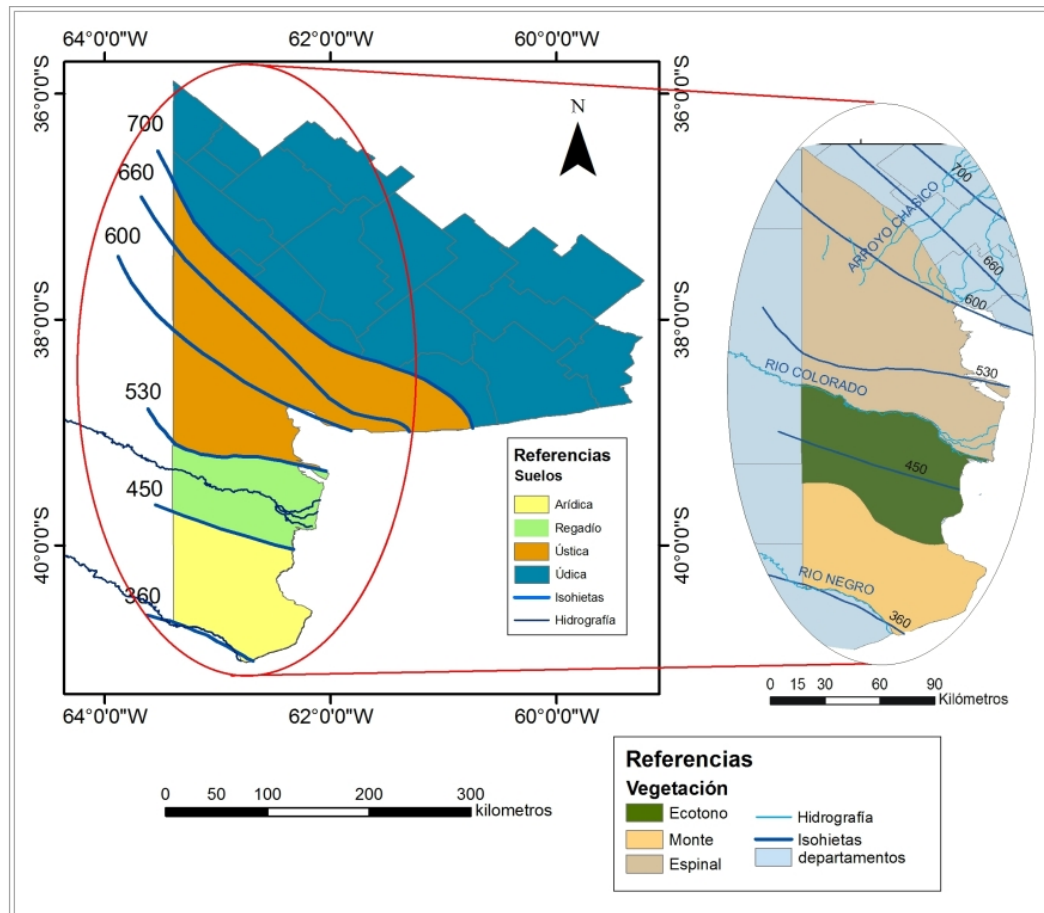 64°0'0"W 62°0'0"W 60°0'0"W
36°0'0"S
38°0'0"S
40°0'0"S
700
660
600
530
450
360
N
Referencias
Suelos
Arídica
Regadío
Ústica
Údica
Isohietas
Hidrografía
64°0'0"W 62°0'0"W 60°0'0"W
0 50 100 200 300
kilometros
36°0'0"S
38°0'0"S
40°0'0"S
700
ARROYO CHASICO
660
600
530
RIO COLORADO
450
RIO NEGRO
360
0 15 30 60 90
Kilómetros
Referencias
Vegetación
Ecotono
Monte
Espinal
Hidrografía
Isohietas
departamentos